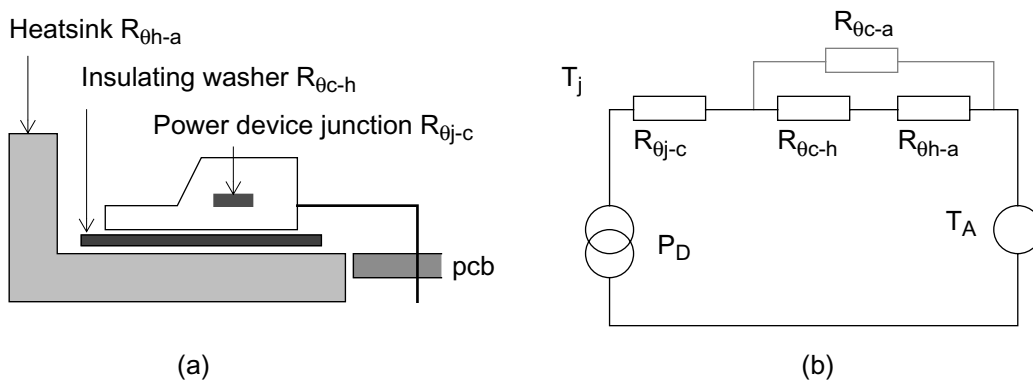 Heatsink Rθh-a
Insulating washer Rθc-h
Power device junction Rθj-c
pcb
(a)
Rθc-a
Tj
Rθj-c
Rθc-h
Rθh-a
PD
TA
(b)